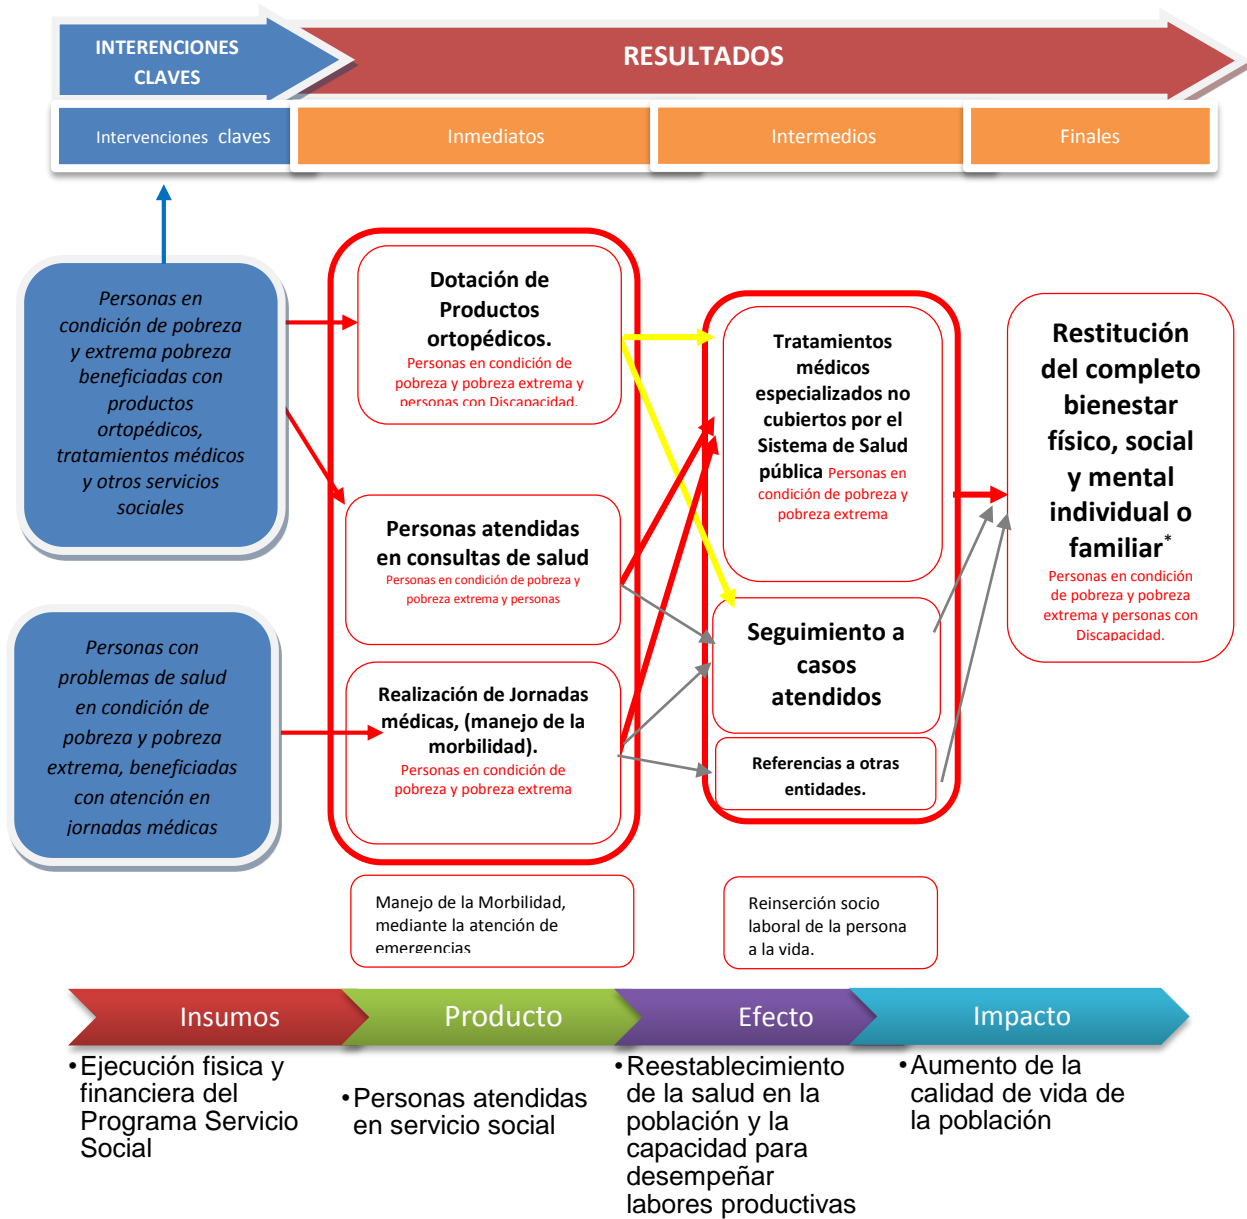 INTERENCIONES
CLAVES
RESULTADOS
Intervenciones claves
Inmediatos
Intermedios
Finales
Personas en
condición de pobreza
y extrema pobreza
beneficiadas con
productos
ortopédicos,
tratamientos médicos
y otros servicios
sociales
Personas con
problemas de salud
en condición de
pobreza y pobreza
extrema, beneficiadas
con atención en
jornadas médicas
Dotación de
Productos
ortopédicos.
Personas en condición de
pobreza y pobreza extrema y
personas con Discapacidad.
Personas atendidas
en consultas de salud
Personas en condición de pobreza y
pobreza extrema y personas
Realización de Jornadas
médicas, (manejo de la
morbilidad).
Personas en condición de
pobreza y pobreza extrema
Manejo de la Morbilidad,
mediante la atención de
emergencias
Tratamientos
médicos
especializados no
cubiertos por el
Sistema de Salud
pública Personas en
condición de pobreza y
pobreza extrema
Seguimiento a
casos
atendidos
Referencias a otras
entidades.
Reinserción socio
laboral de la persona
a la vida.
Restitución
del completo
bienestar
físico, social
y mental
individual o
familiar*
Personas en condición
de pobreza y pobreza
extrema y personas con
Discapacidad.
Insumos
Producto
Efecto
Impacto
•Ejecución fisica y
financiera del
Programa Servicio
Social
•Personas atendidas
en servicio social
•Reestablecimiento
de la salud en la
población y la
capacidad para
desempeñar
labores productivas
•Aumento de la
calidad de vida de
la población